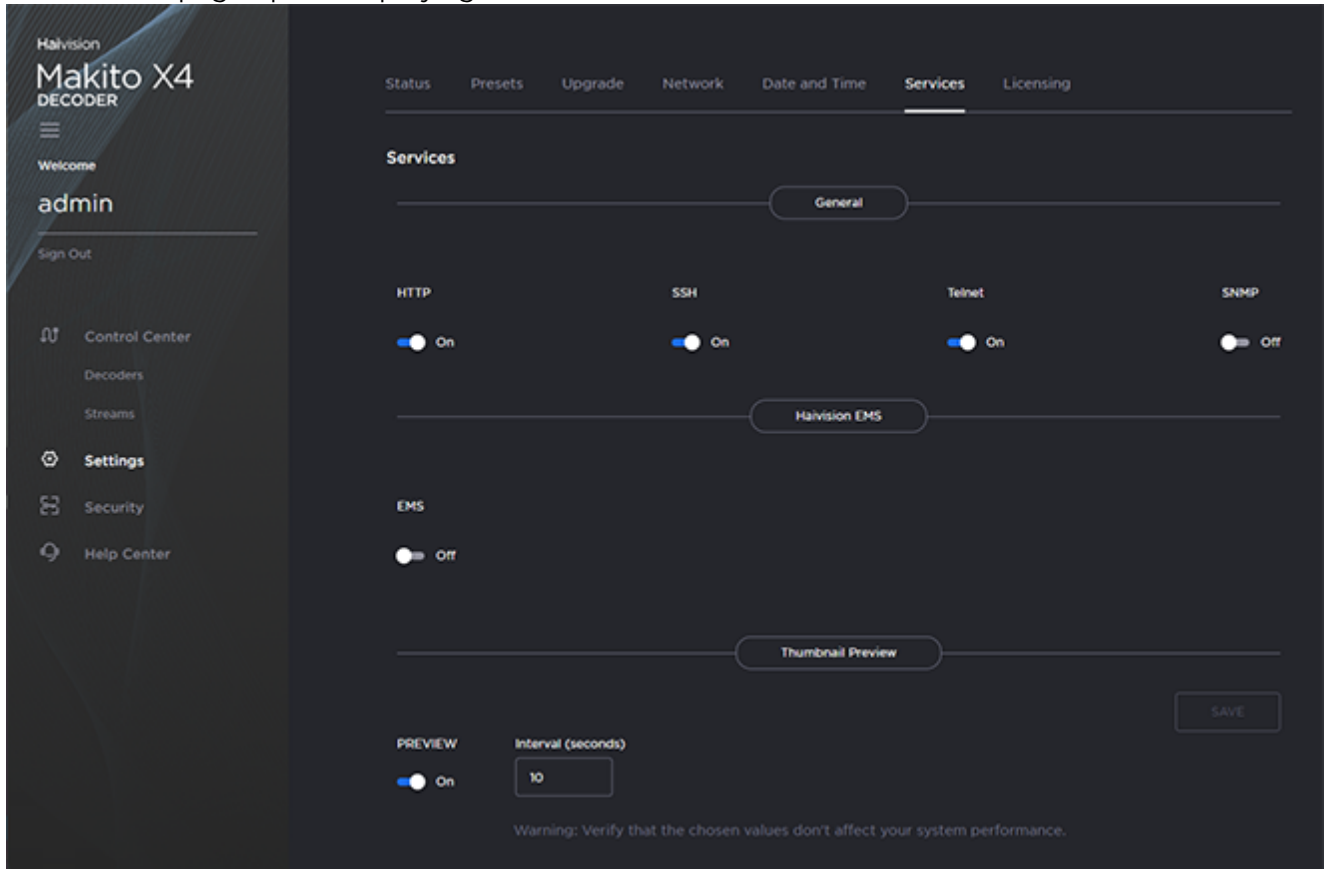 Haivision
Makito X4
DECODER
Welcome
admin
Sign Out
Control Center
Decoders
Streams
Settings
Security
Help Center
Status Presets Upgrade Network Date and Time Services Licensing
Services
General
HTTP SSH Telnet SNMP
On On On Off
Haivision EMS
EMS
Off
Thumbnail Preview
SAVE
PREVIEW Interval (seconds)
On 10
Warning: Verify that the chosen values don't affect your system performance.